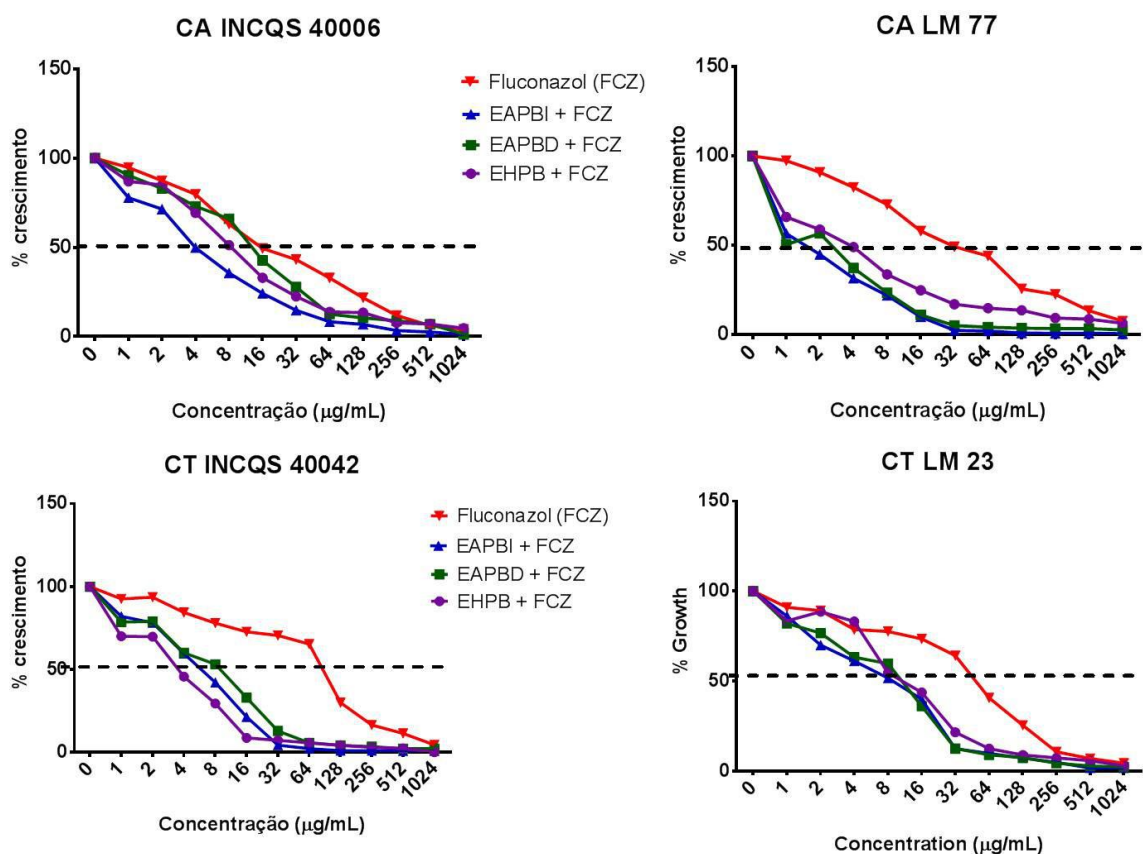 CA INCQS 40006
% crescimento
150
100
50
0
0 1 2 4 8 16 32 64 128 256 512 1024
Concentração (µg/mL)
Fluconazol (FCZ)
EAPBI + FCZ
EAPBD + FCZ
EHPB + FCZ
CA LM 77
% crescimento
150
100
50
0
0 1 2 4 8 16 32 64 128 256 512 1024
Concentração (µg/mL)
CT INCQS 40042
% crescimento
150
100
50
0
0 1 2 4 8 16 32 64 128 256 512 1024
Concentração (µg/mL)
Fluconazol (FCZ)
EAPBI + FCZ
EAPBD + FCZ
EHPB + FCZ
CT LM 23
% Growth
150
100
50
0
0 1 2 4 8 16 32 64 128 256 512 1024
Concentration (µg/mL)